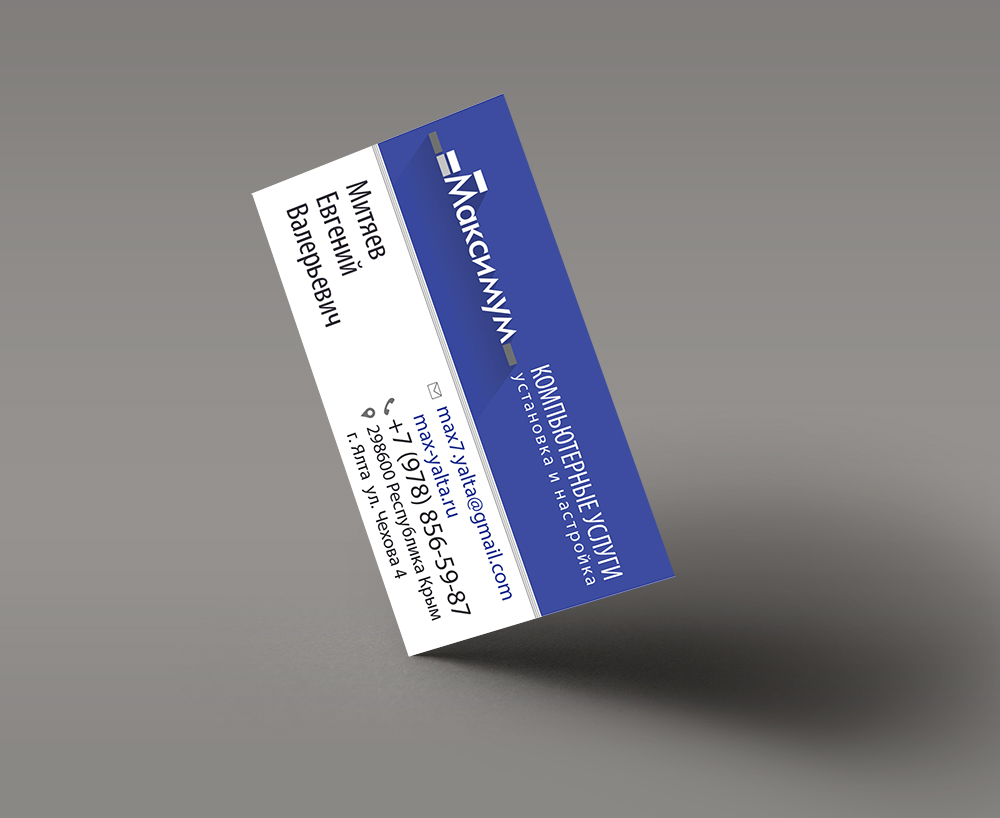 Максимум
КОМПЬЮТЕРНЫЕ УСЛУГИ
установка и настройка
Митяев
Евгений
Валерьевич
max7.yalta@gmail.com
max-yalta.ru
+7 (978) 856-59-87
298600 Республика Крым
г. Ялта ул. Чехова 4